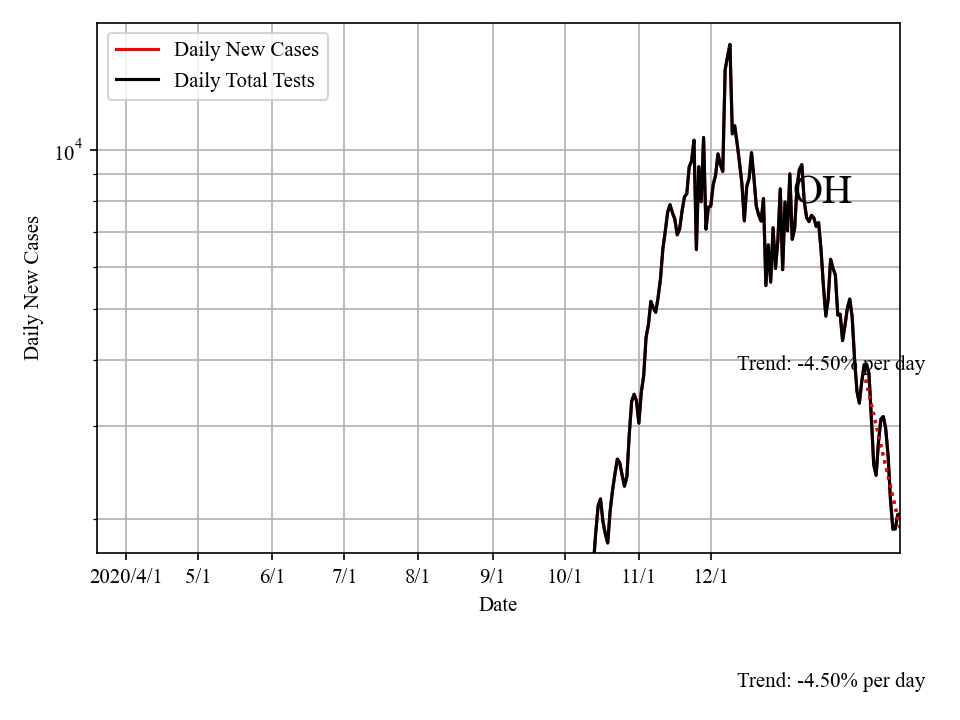 Daily New Cases
Daily Total Tests
10^4
OH
Daily New Cases
Trend: -4.50% per day
2020/4/1 5/1 6/1 7/1 8/1 9/1 10/1 11/1 12/1
Date
Trend: -4.50% per day